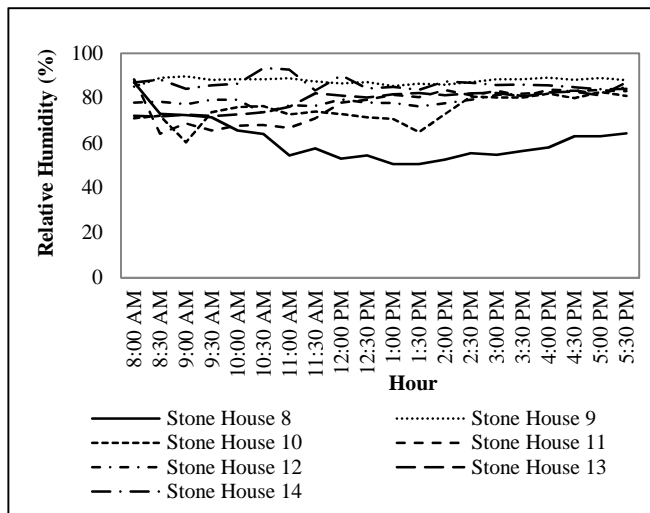 Relative Humidity (%)
100
80
60
40
20
0
8:00 AM
8:30 AM
9:00 AM
9:30 AM
10:00 AM
10:30 AM
11:00 AM
11:30 AM
12:00 PM
12:30 PM
1:00 PM
1:30 PM
2:00 PM
2:30 PM
3:00 PM
3:30 PM
4:00 PM
4:30 PM
5:00 PM
5:30 PM
Hour
Stone House 8
Stone House 9
Stone House 10
Stone House 11
Stone House 12
Stone House 13
Stone House 14